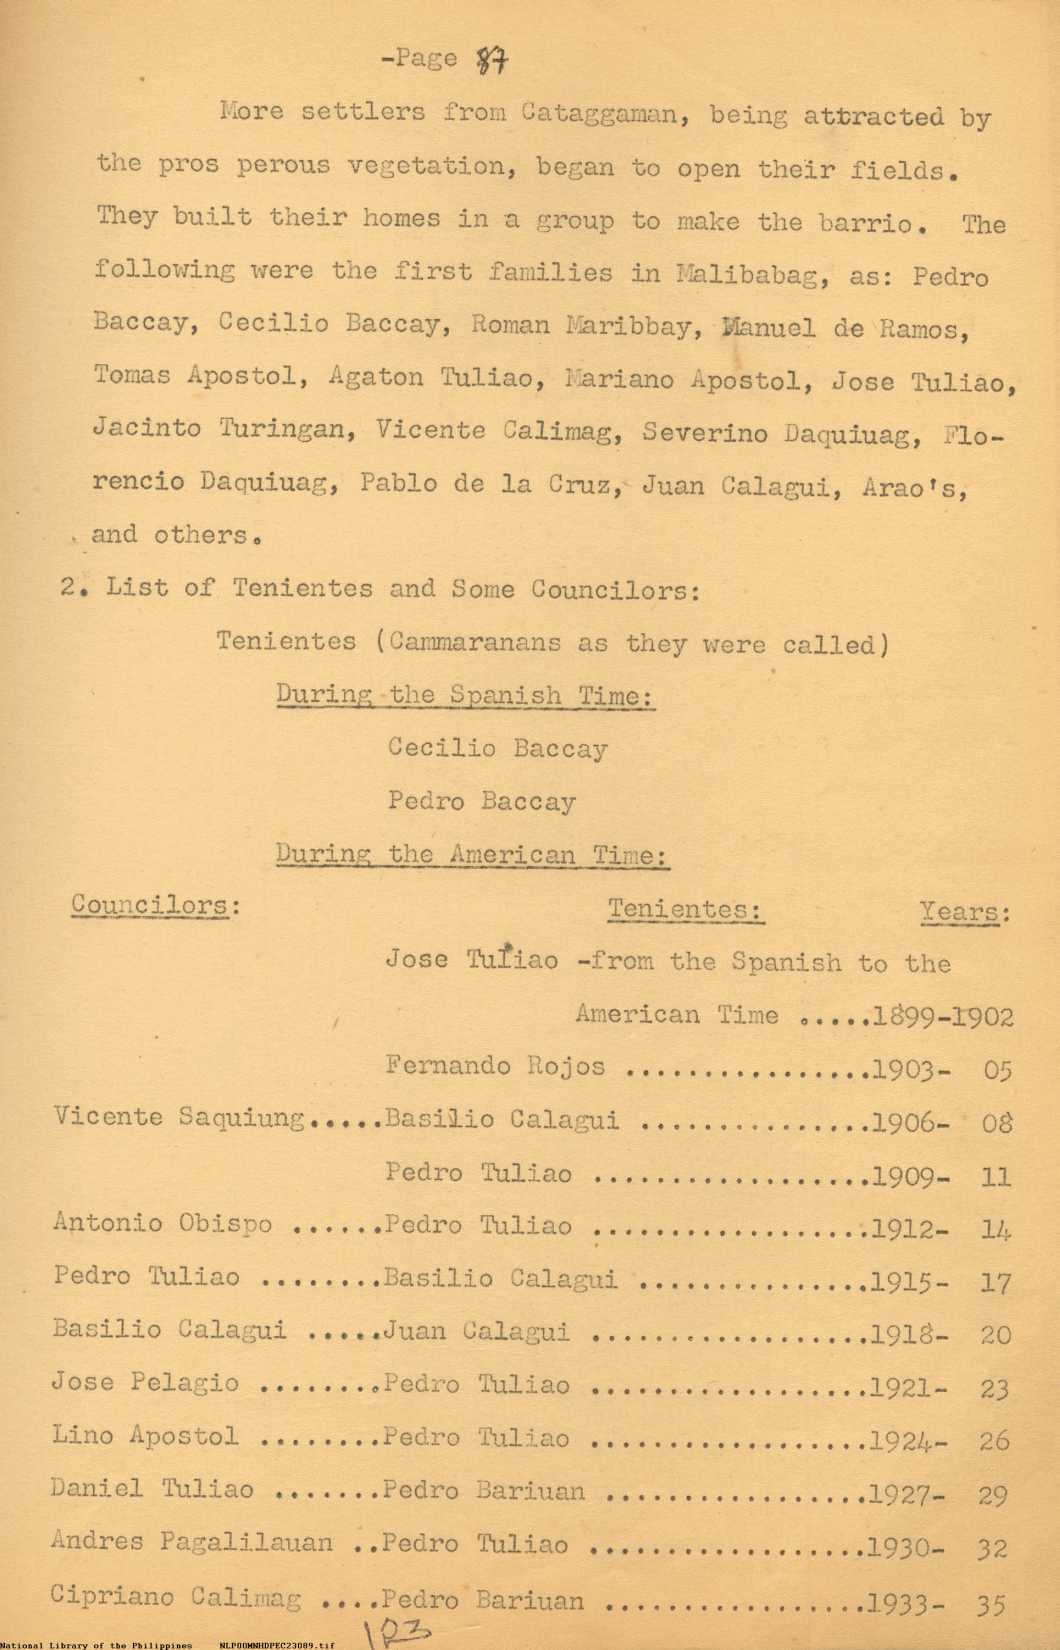 -Page 87
More settlers from Cataggaman, being attracted by
the pros perous vegetation, began to open their fields.
They built their homes in a group to make the barrio. The
following were the first families in Malibabag, as: Pedro
Baccay, Cecilio Baccay, Roman Maribbay, Manuel de Ramos,
Tomas Apostol, Agaton Tuliao, Mariano Apostol, Jose Tuliao,
Jacinto Turingan, Vicente Calimag, Severino Daquiuag, Flo-
rencio Daquiuag, Pablo de la Cruz, Juan Calagui, Arao's,
and others.
2. List of Tenientes and Some Councilors:
Tenientes (Cammaranans as they were called)
During the Spanish Time:
Cecilio Baccay
Pedro Baccay
During the American Time:
Councilors: Tenientes: Years:
Jose Tuliao -from the Spanish to the
American Time .....1899-1902
Fernando Rojos ................1903- 05
Vicente Saquiung.....Basilio Calagui ...............1906- 08
Pedro Tuliao ..................1909- 11
Antonio Obispo ......Pedro Tuliao ..................1912- 14
Pedro Tuliao ........Basilio Calagui ...............1915- 17
Basilio Calagui .....Juan Calagui ..................1918- 20
Jose Pelagio ........Pedro Tuliao ..................1921- 23
Lino Apostol ........Pedro Tuliao ..................1924- 26
Daniel Tuliao .......Pedro Bariuan .................1927- 29
Andres Pagalilauan ..Pedro Tuliao ..................1930- 32
Cipriano Calimag ....Pedro Bariuan .................1933- 35
123
National Library of the Philippines NLP00MNHDPEC23089.tif